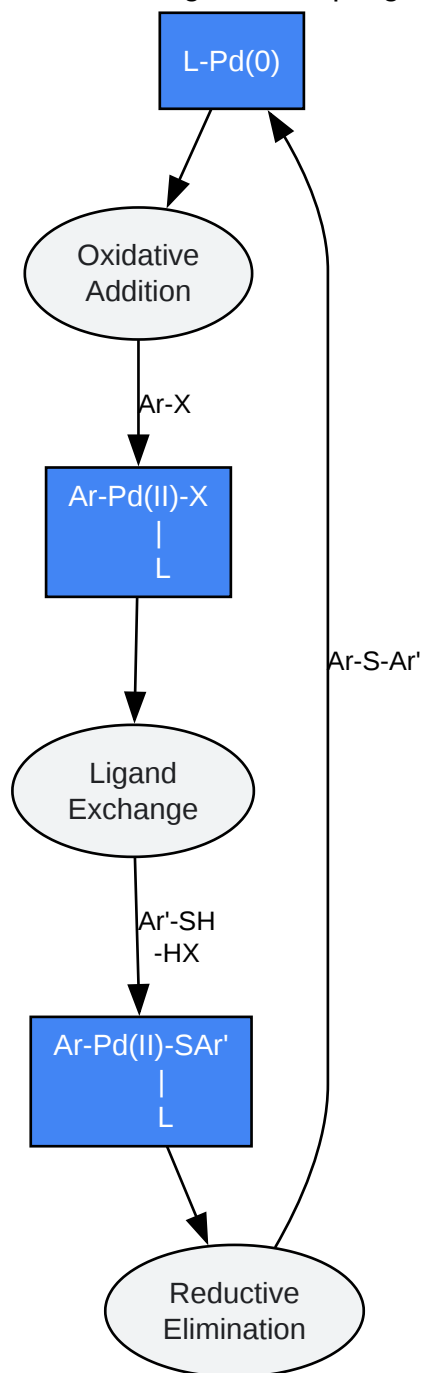 L-Pd(0)
Oxidative
Addition
Ar-X
Ar-Pd(II)-X
|
L
Ar-S-Ar'
Ligand
Exchange
Ar'-SH
-HX
Ar-Pd(II)-SAr'
|
L
Reductive
Elimination